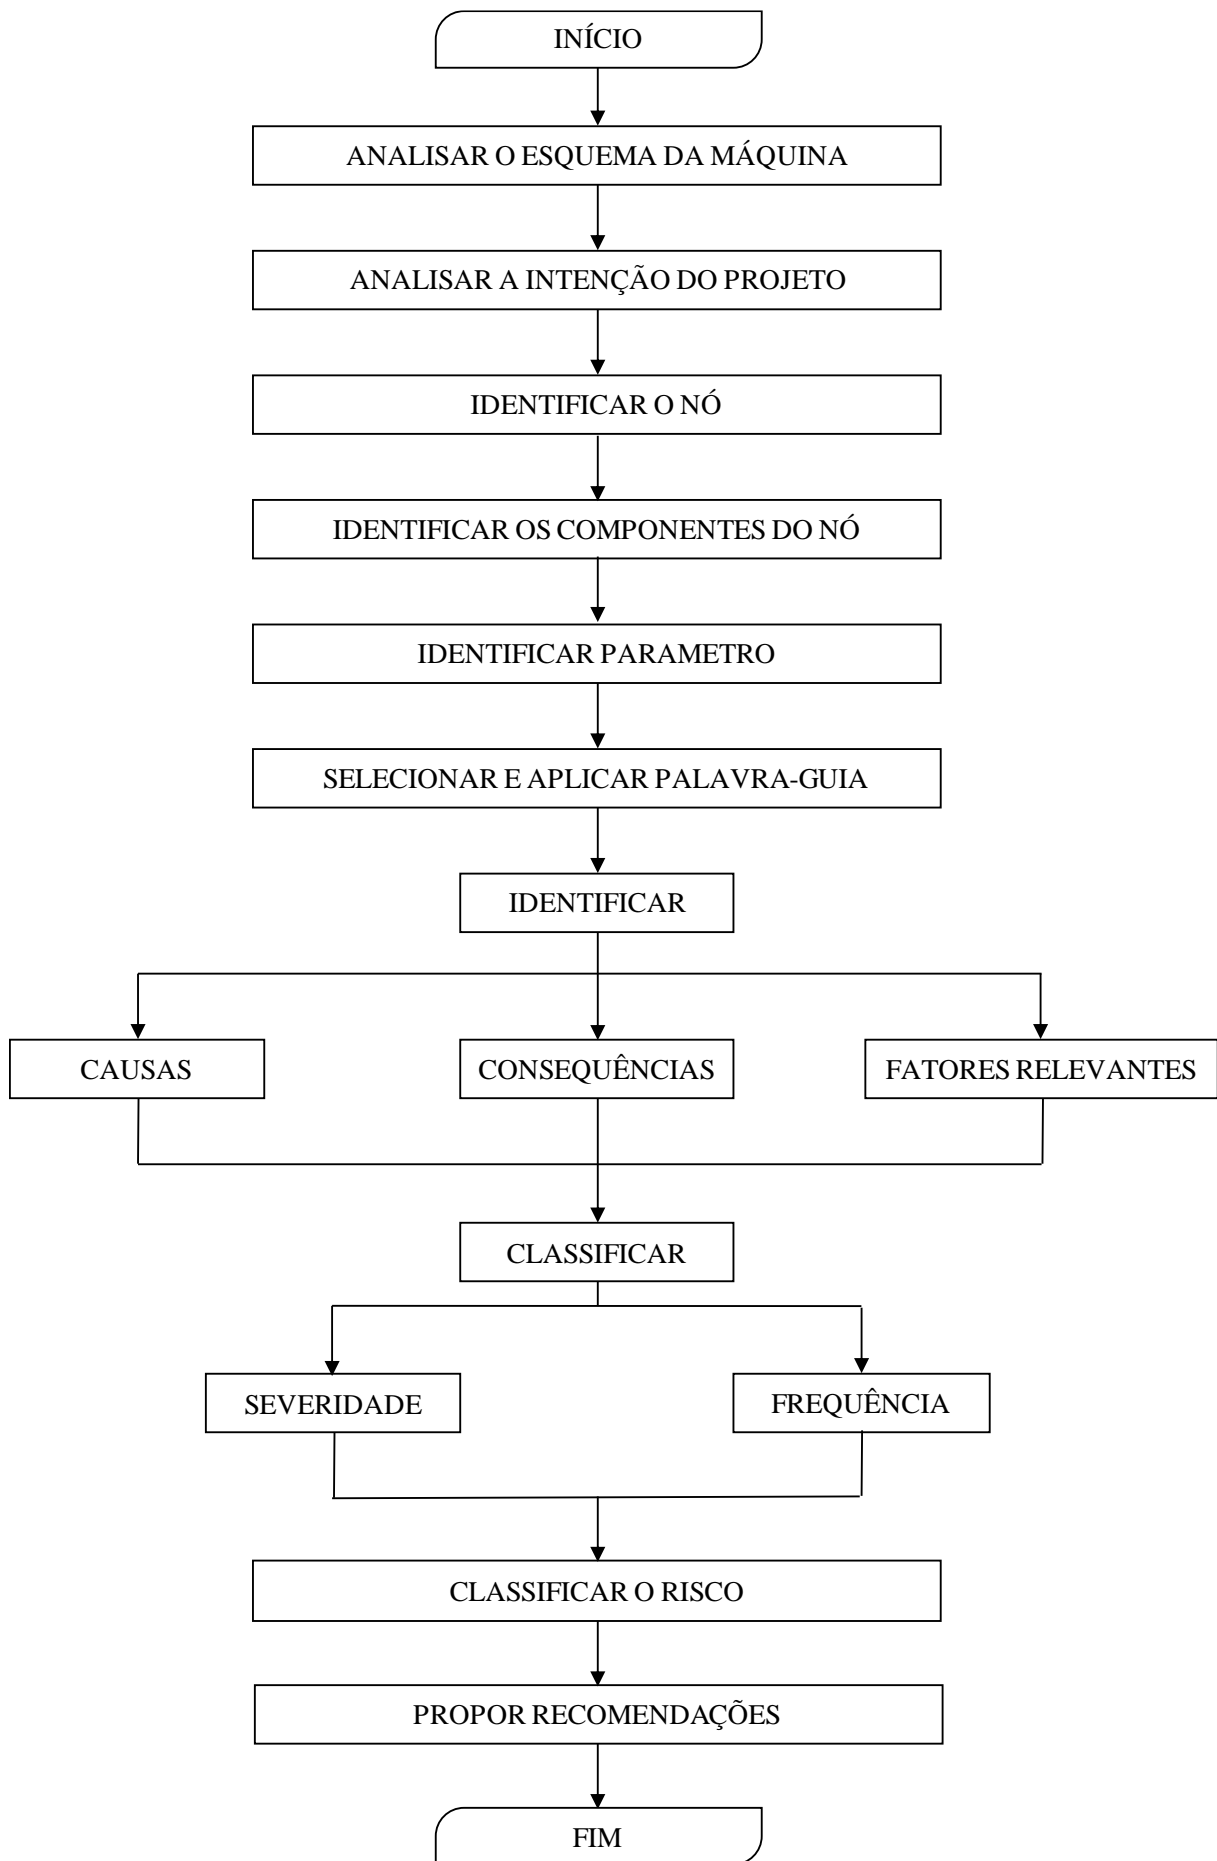 INÍCIO
ANALISAR O ESQUEMA DA MÁQUINA
ANALISAR A INTENÇÃO DO PROJETO
IDENTIFICAR O NÓ
IDENTIFICAR OS COMPONENTES DO NÓ
IDENTIFICAR PARAMETRO
SELECIONAR E APLICAR PALAVRA-GUIA
IDENTIFICAR
CAUSAS
CONSEQUÊNCIAS
FATORES RELEVANTES
CLASSIFICAR
SEVERIDADE
FREQUÊNCIA
CLASSIFICAR O RISCO
PROPOR RECOMENDAÇÕES
FIM